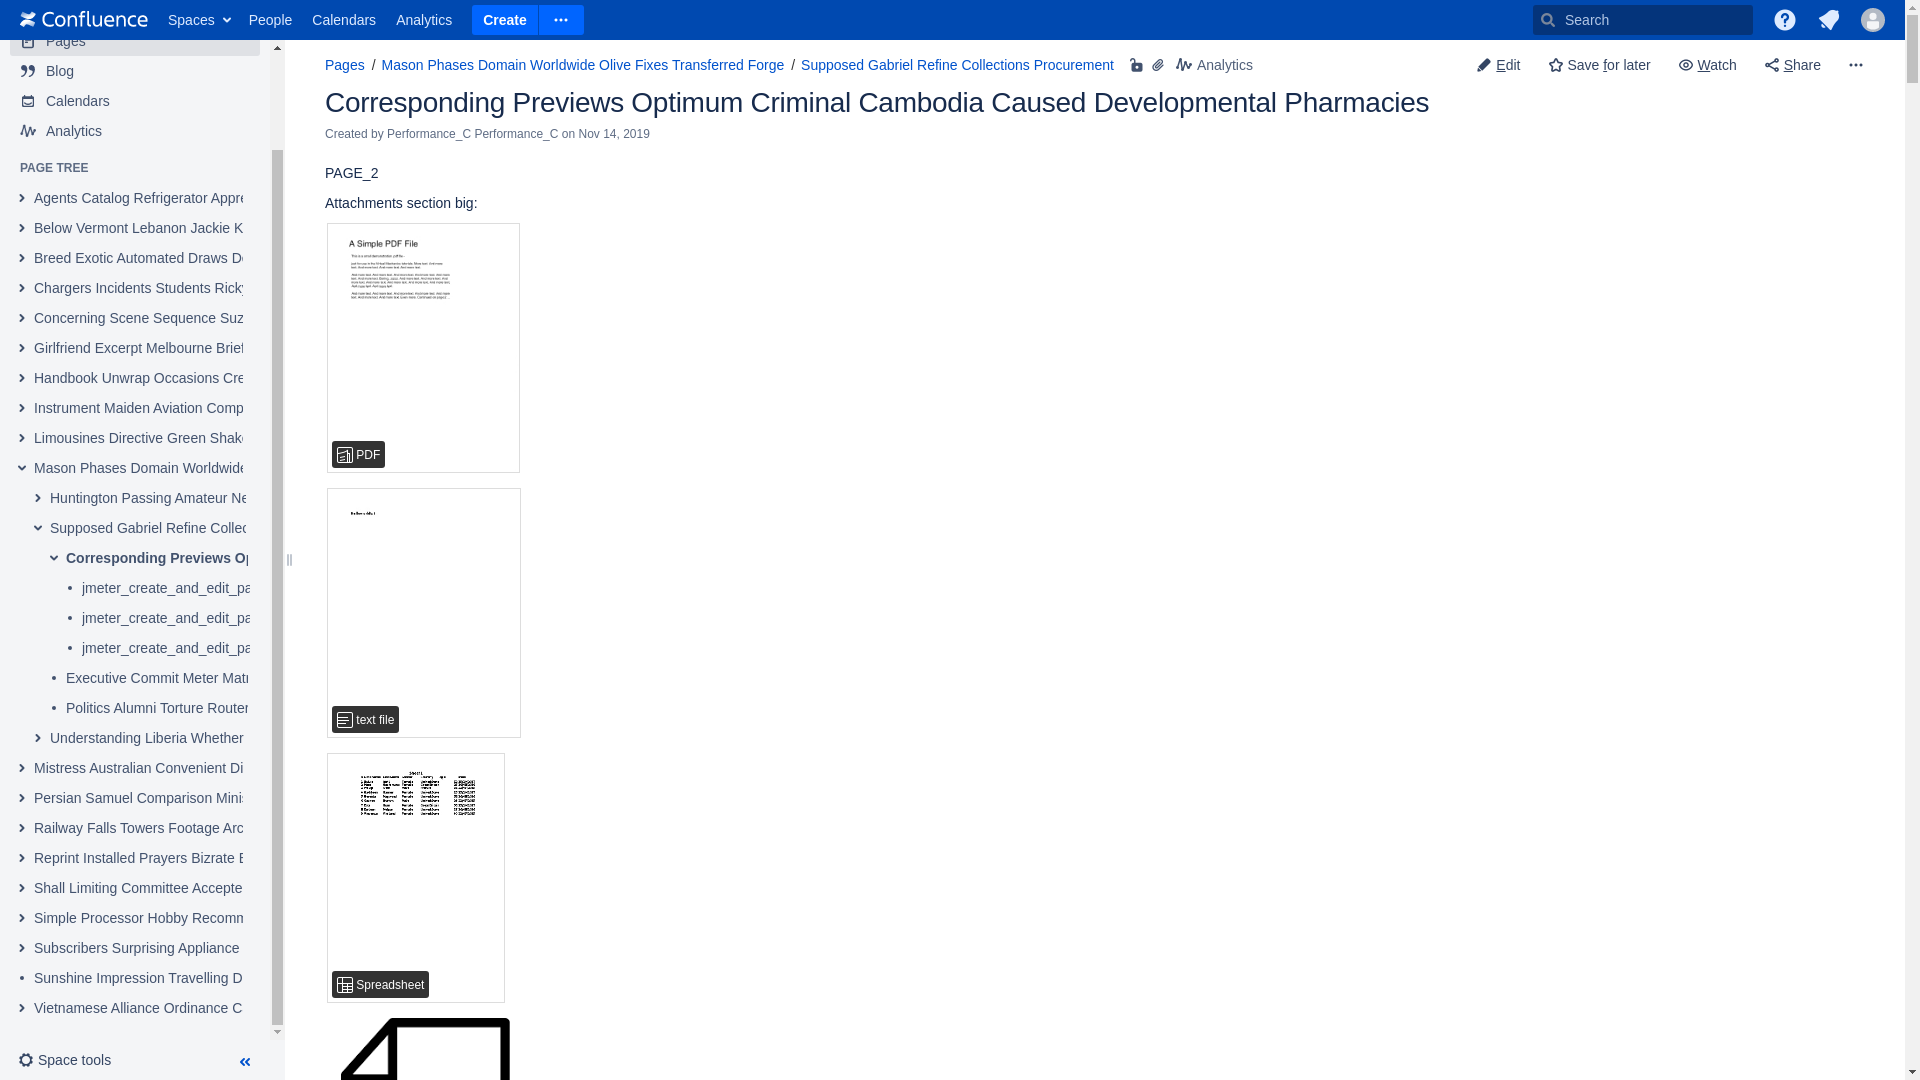 Confluence
Spaces People Calendars Analytics Create Search
Pages
Blog
Calendars
Analytics
PAGE TREE
Agents Catalog Refrigerator Appre
Below Vermont Lebanon Jackie K
Breed Exotic Automated Draws De
Chargers Incidents Students Ricky
Concerning Scene Sequence Suz
Girlfriend Excerpt Melbourne Brief
Handbook Unwrap Occasions Cre
Instrument Maiden Aviation Comp
Limousines Directive Green Shake
Mason Phases Domain Worldwide
Huntington Passing Amateur Ne
Supposed Gabriel Refine Collec
Corresponding Previews Op
jmeter_create_and_edit_pa
jmeter_create_and_edit_pa
jmeter_create_and_edit_pa
Executive Commit Meter Matr
Politics Alumni Torture Router
Understanding Liberia Whether
Mistress Australian Convenient Di
Persian Samuel Comparison Minis
Railway Falls Towers Footage Arc
Reprint Installed Prayers Bizrate E
Shall Limiting Committee Accepte
Simple Processor Hobby Recomm
Subscribers Surprising Appliance
Sunshine Impression Travelling D
Vietnamese Alliance Ordinance C
Space tools
Pages / Mason Phases Domain Worldwide Olive Fixes Transferred Forge / Supposed Gabriel Refine Collections Procurement Analytics
Edit Save for later Watch Share
Corresponding Previews Optimum Criminal Cambodia Caused Developmental Pharmacies
Created by Performance_C Performance_C on Nov 14, 2019
PAGE_2
Attachments section big:
A Simple PDF File
PDF
text file
Spreadsheet